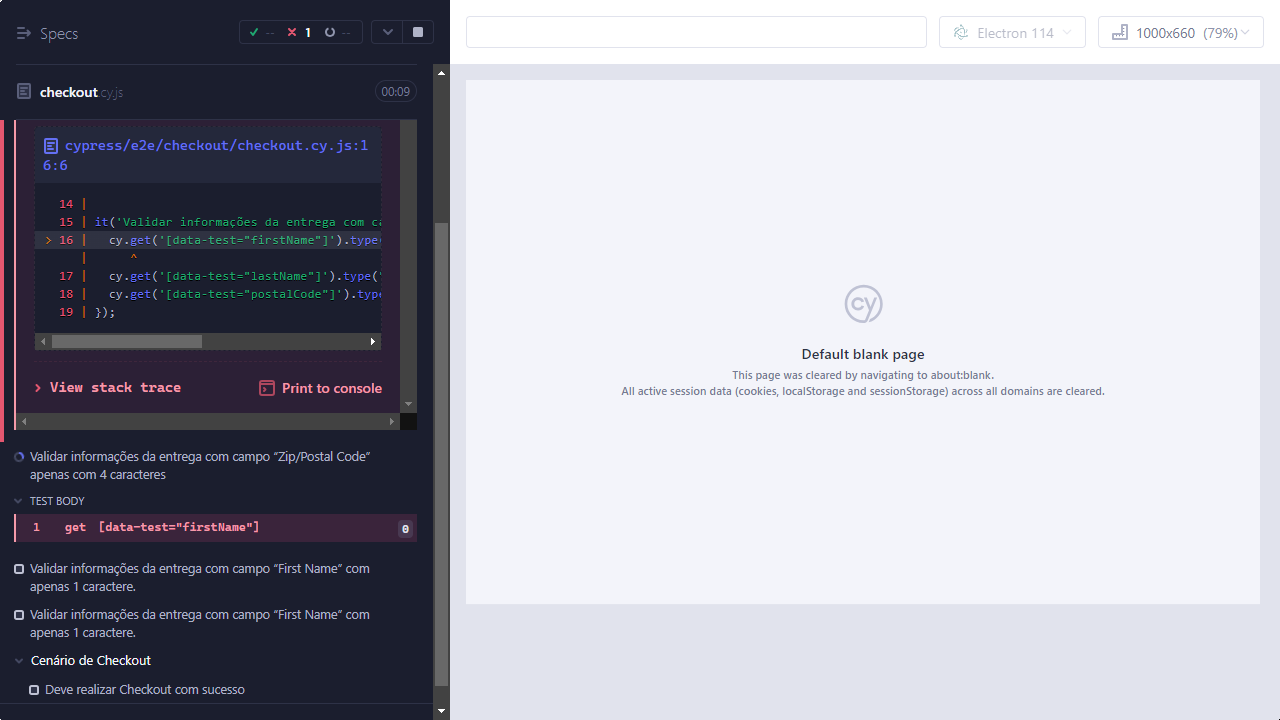 Specs
--
1
--
Electron 114
1000x660 (79%)
checkout.cy.js
00:09
cypress/e2e/checkout/checkout.cy.js:1
6:6
14 |
15 | it('Validar informações da entrega com ca
> 16 | cy.get('[data-test="firstName"]').type(
| ^
17 | cy.get('[data-test="lastName"]').type("
18 | cy.get('[data-test="postalCode"]').type
19 | });
View stack trace
Print to console
Validar informações da entrega com campo “Zip/Postal Code”
apenas com 4 caracteres
TEST BODY
1 get [data-test="firstName"] 0
Validar informações da entrega com campo “First Name” com
apenas 1 caractere.
Validar informações da entrega com campo “First Name” com
apenas 1 caractere.
Cenário de Checkout
Deve realizar Checkout com sucesso
cy
Default blank page
This page was cleared by navigating to about:blank.
All active session data (cookies, localStorage and sessionStorage) across all domains are cleared.